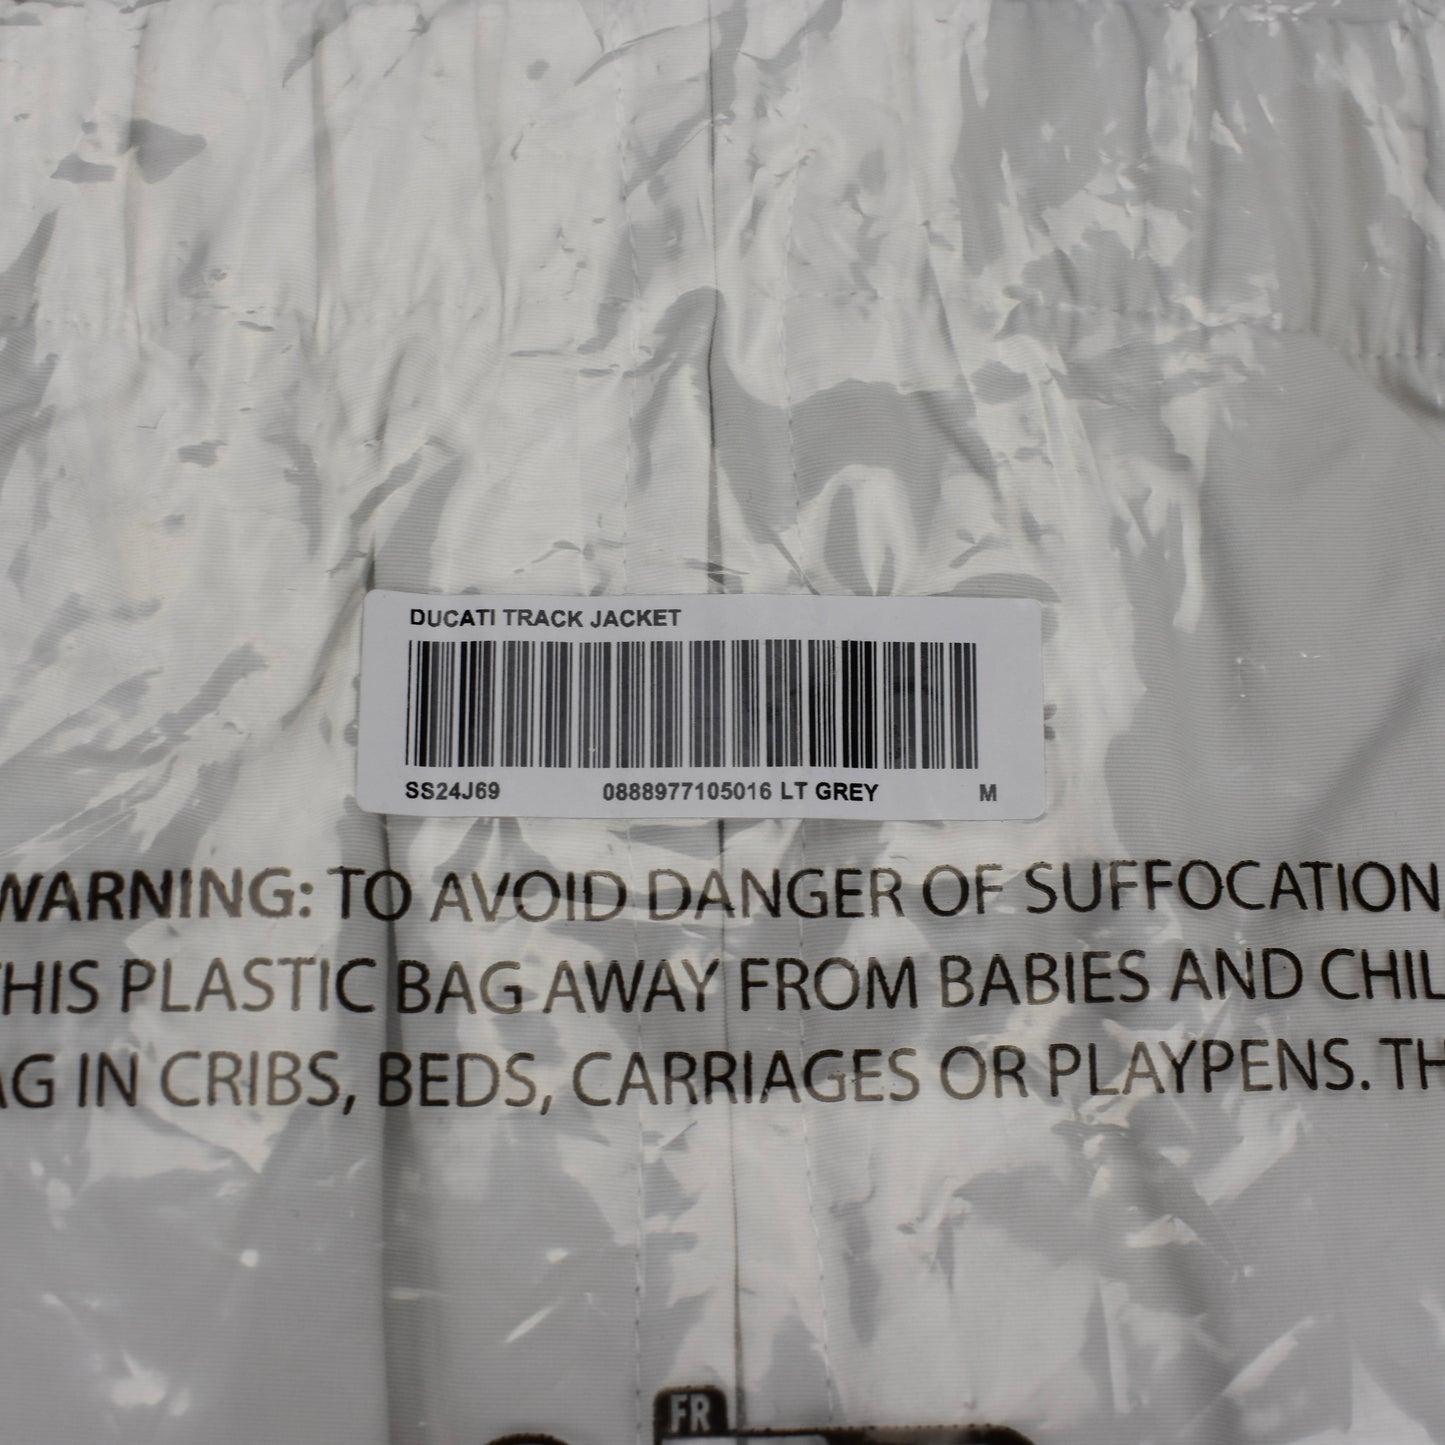 DUCATI TRACK JACKET
SS24J69 0888977105016 LT GREY M
WARNING: TO AVOID DANGER OF SUFFOCATION
THIS PLASTIC BAG AWAY FROM BABIES AND CHIL
AG IN CRIBS, BEDS, CARRIAGES OR PLAYPENS. TH
FR